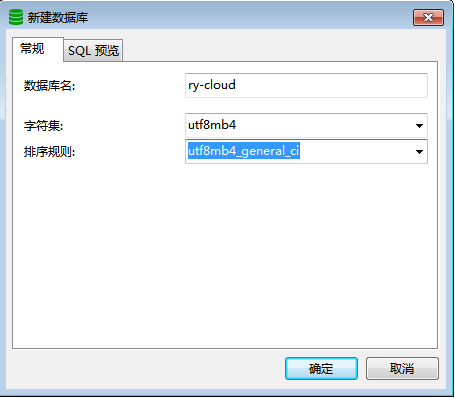 新建数据库
常规
SQL 预览
数据库名:
ry-cloud
字符集:
utf8mb4
排序规则:
utf8mb4_general_ci
确定
取消